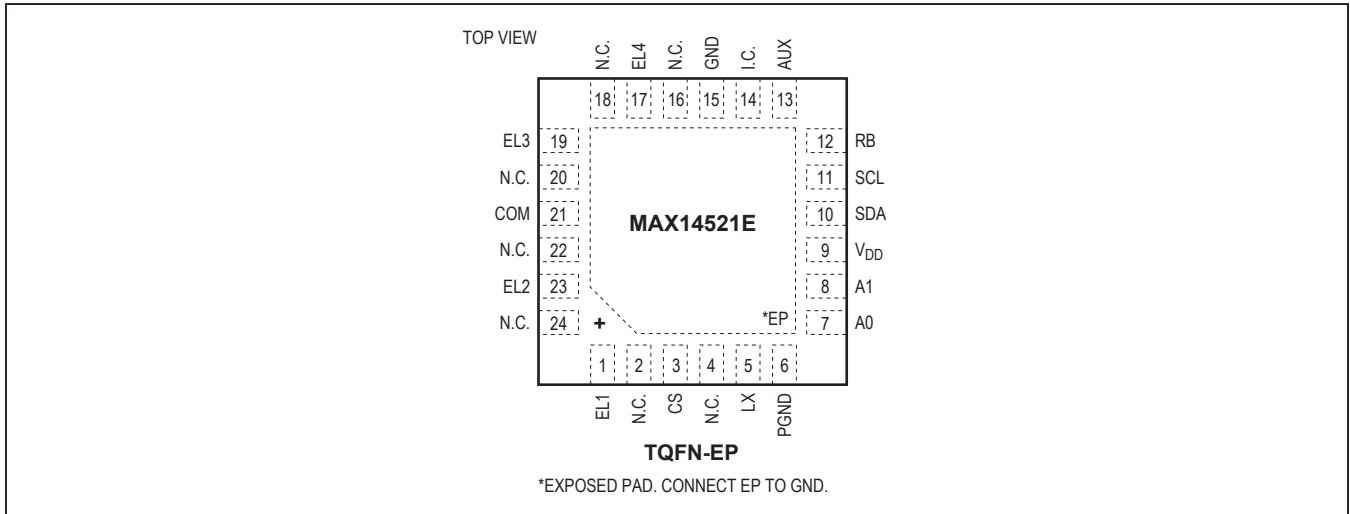 TOP VIEW
N.C. EL4 N.C. GND I.C. AUX
18 17 16 15 14 13
EL3 19 12 RB
N.C. 20 11 SCL
COM 21 10 SDA
MAX14521E
N.C. 22 9 VDD
EL2 23 8 A1
N.C. 24 + *EP 7 A0
1 2 3 4 5 6
EL1 N.C. CS N.C. LX PGND
TQFN-EP
*EXPOSED PAD. CONNECT EP TO GND.